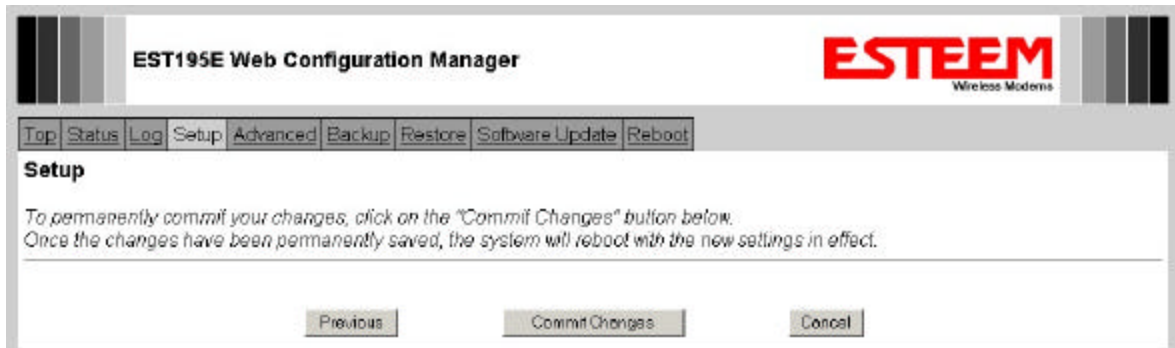 EST195E Web Configuration Manager
ESTEEM
Wireless Modems
Top Status Log Setup Advanced Backup Restore Software Update Reboot
Setup
To permanently commit your changes, click on the "Commit Changes" button below.
Once the changes have been permanently saved, the system will reboot with the new settings in effect.
Previous Commit Changes Cancel